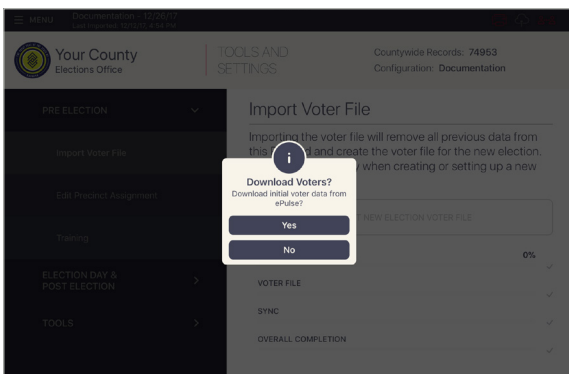 MENU
Documentation - 12/26/17
Last Imported: 12/12/17, 4:54 PM
Your County
Elections Office
TOOLS AND
SETTINGS
Countywide Records: 74953
Configuration: Documentation
PRE ELECTION
Import Voter File
Edit Precinct Assignment
Training
ELECTION DAY &
POST ELECTION
TOOLS
Import Voter File
Importing the voter file will remove all previous data from
this and create the voter file for the new election.
when creating or setting up a new
i
Download Voters?
Download initial voter data from
ePulse?
Yes
No
NEW ELECTION VOTER FILE
0%
VOTER FILE
SYNC
OVERALL COMPLETION